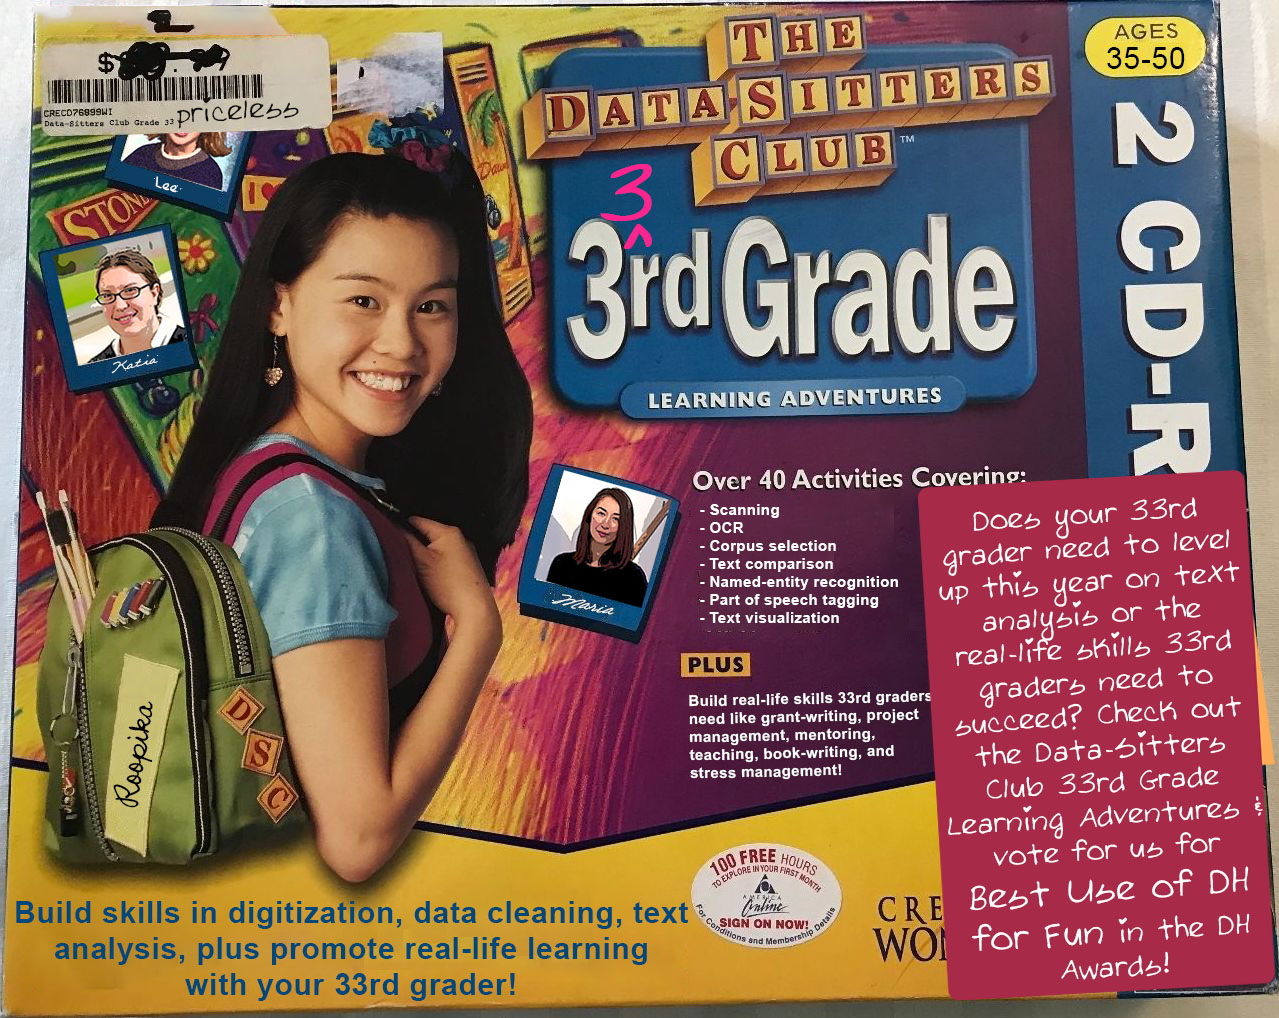 $
CRECD76899WI
Data-Sitters Club Grade 33
priceless
Lee
STON
Katia
THE
DATA SITTERS
CLUB™
3
3rd Grade
LEARNING ADVENTURES
AGES
35-50
2 CD-R
Over 40 Activities Covering:
- Scanning
- OCR
- Corpus selection
- Text comparison
- Named-entity recognition
- Part of speech tagging
- Text visualization
Maria
PLUS
Build real-life skills 33rd graders
need like grant-writing, project
management, mentoring,
teaching, book-writing, and
stress management!
Roopika
D
S
C
Does your 33rd
grader need to level
up this year on text
analysis or the
real-life skills 33rd
graders need to
succeed? Check out
the Data-Sitters
Club 33rd Grade
Learning Adventures &
vote for us for
Best Use of DH
for Fun in the DH
Awards!
100 FREE HOURS
TO EXPLORE IN YOUR FIRST MONTH
AMERICA
Online
SIGN ON NOW!
For Conditions and Membership Details
CRE
WON
Build skills in digitization, data cleaning, text
analysis, plus promote real-life learning
with your 33rd grader!